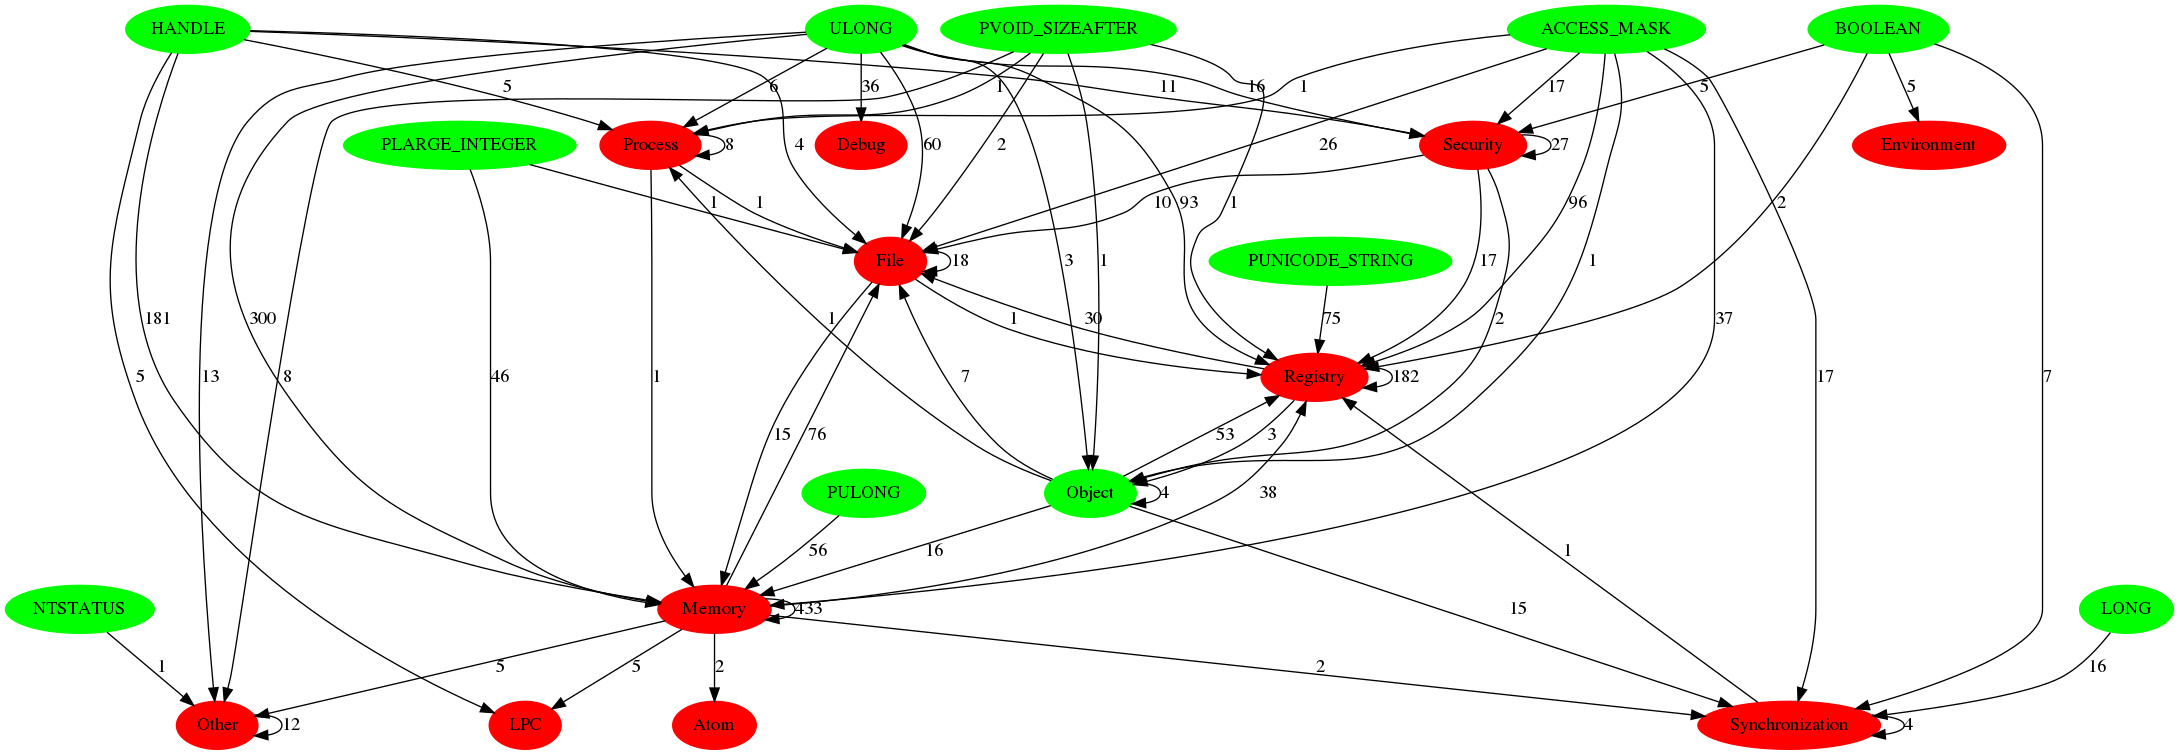 HANDLE
ULONG
PVOID_SIZEAFTER
ACCESS_MASK
BOOLEAN
5
6
36
1
11
16
1
17
5
5
PLARGE_INTEGER
Process
8
Debug
Security
27
Environment
4
60
2
26
1
1
10
93
1
96
1
2
File
18
PUNICODE_STRING
181
300
1
3
1
1
30
75
17
2
37
5
13
8
46
1
7
Registry
182
17
7
15
76
53
3
PULONG
Object
4
38
56
16
1
NTSTATUS
Memory
433
15
LONG
1
5
5
2
2
16
Other
12
LPC
Atom
Synchronization
4